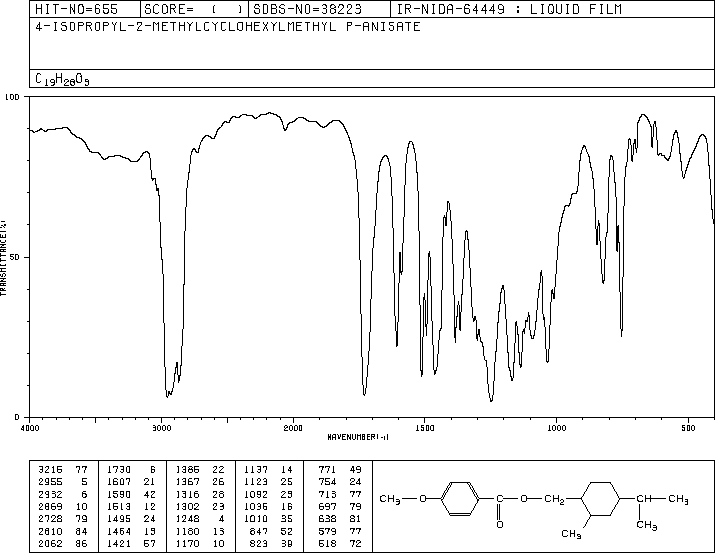 HIT-NO=655 SCORE= ( ) SDBS-NO=38223 IR-NIDA-64449 : LIQUID FILM
4-ISOPROPYL-2-METHYLCYCLOHEXYLMETHYL P-ANISATE
C19H28O3
100
50
0
TRANSMITTANCE(%)
4000 3000 2000 1500 1000 500
WAVENUMBER(-1)
3215 77 1730 6 1386 22 1137 14 771 49
2955 5 1607 21 1367 26 1123 25 754 24
2932 6 1590 42 1316 28 1092 23 713 77
2869 10 1513 12 1302 23 1036 16 697 79
2728 79 1495 24 1248 4 1010 35 638 81
2610 84 1464 13 1180 13 847 52 579 77
2062 86 1421 57 1170 10 823 39 518 72
CH3 O C O CH2 CH CH3
O CH3 CH3